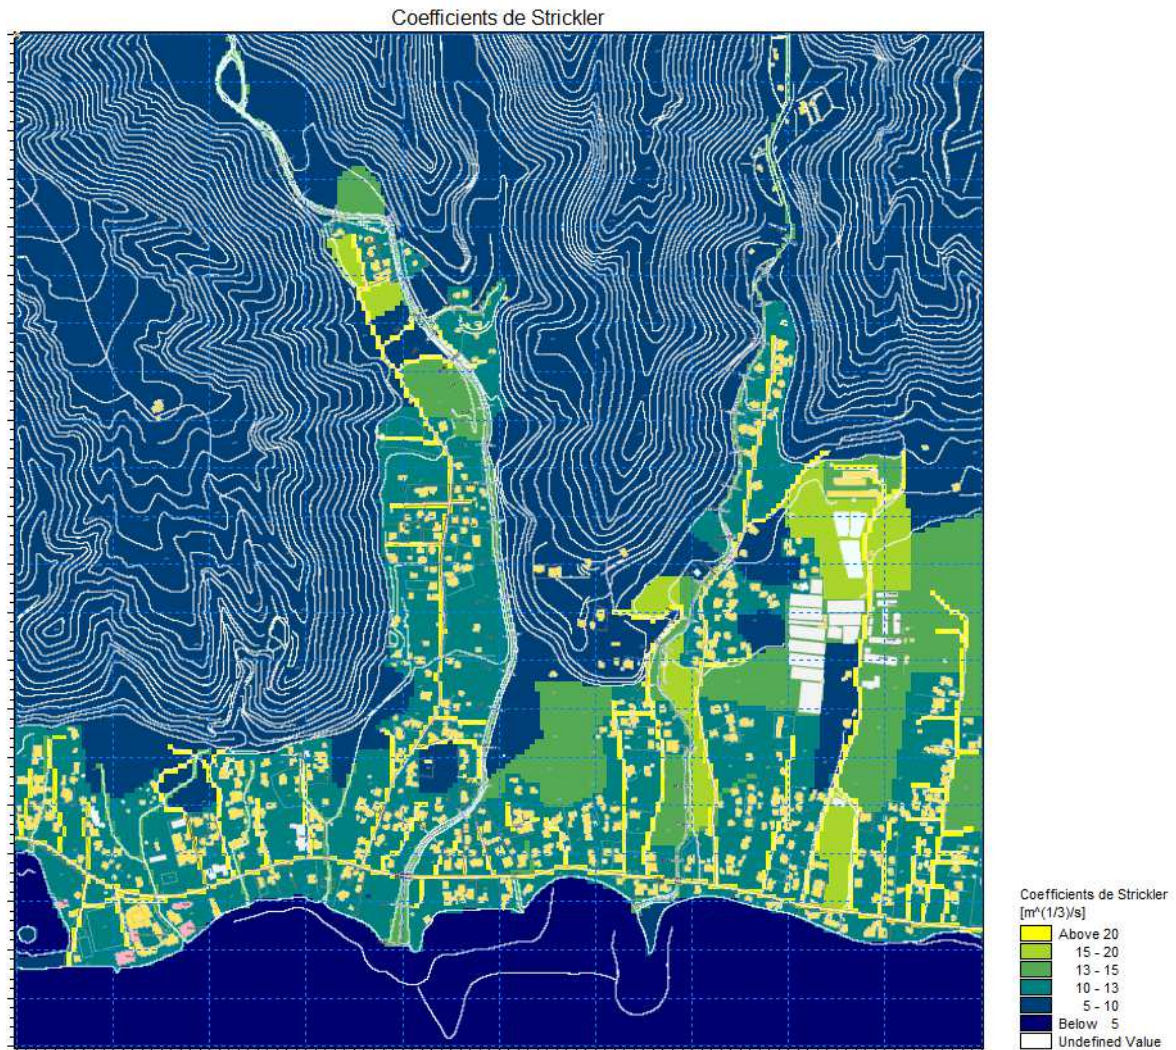 Coefficients de Strickler
Coefficients de Strickler
[m^(1/3)/s]
Above 20
15 - 20
13 - 15
10 - 13
5 - 10
Below 5
Undefined Value